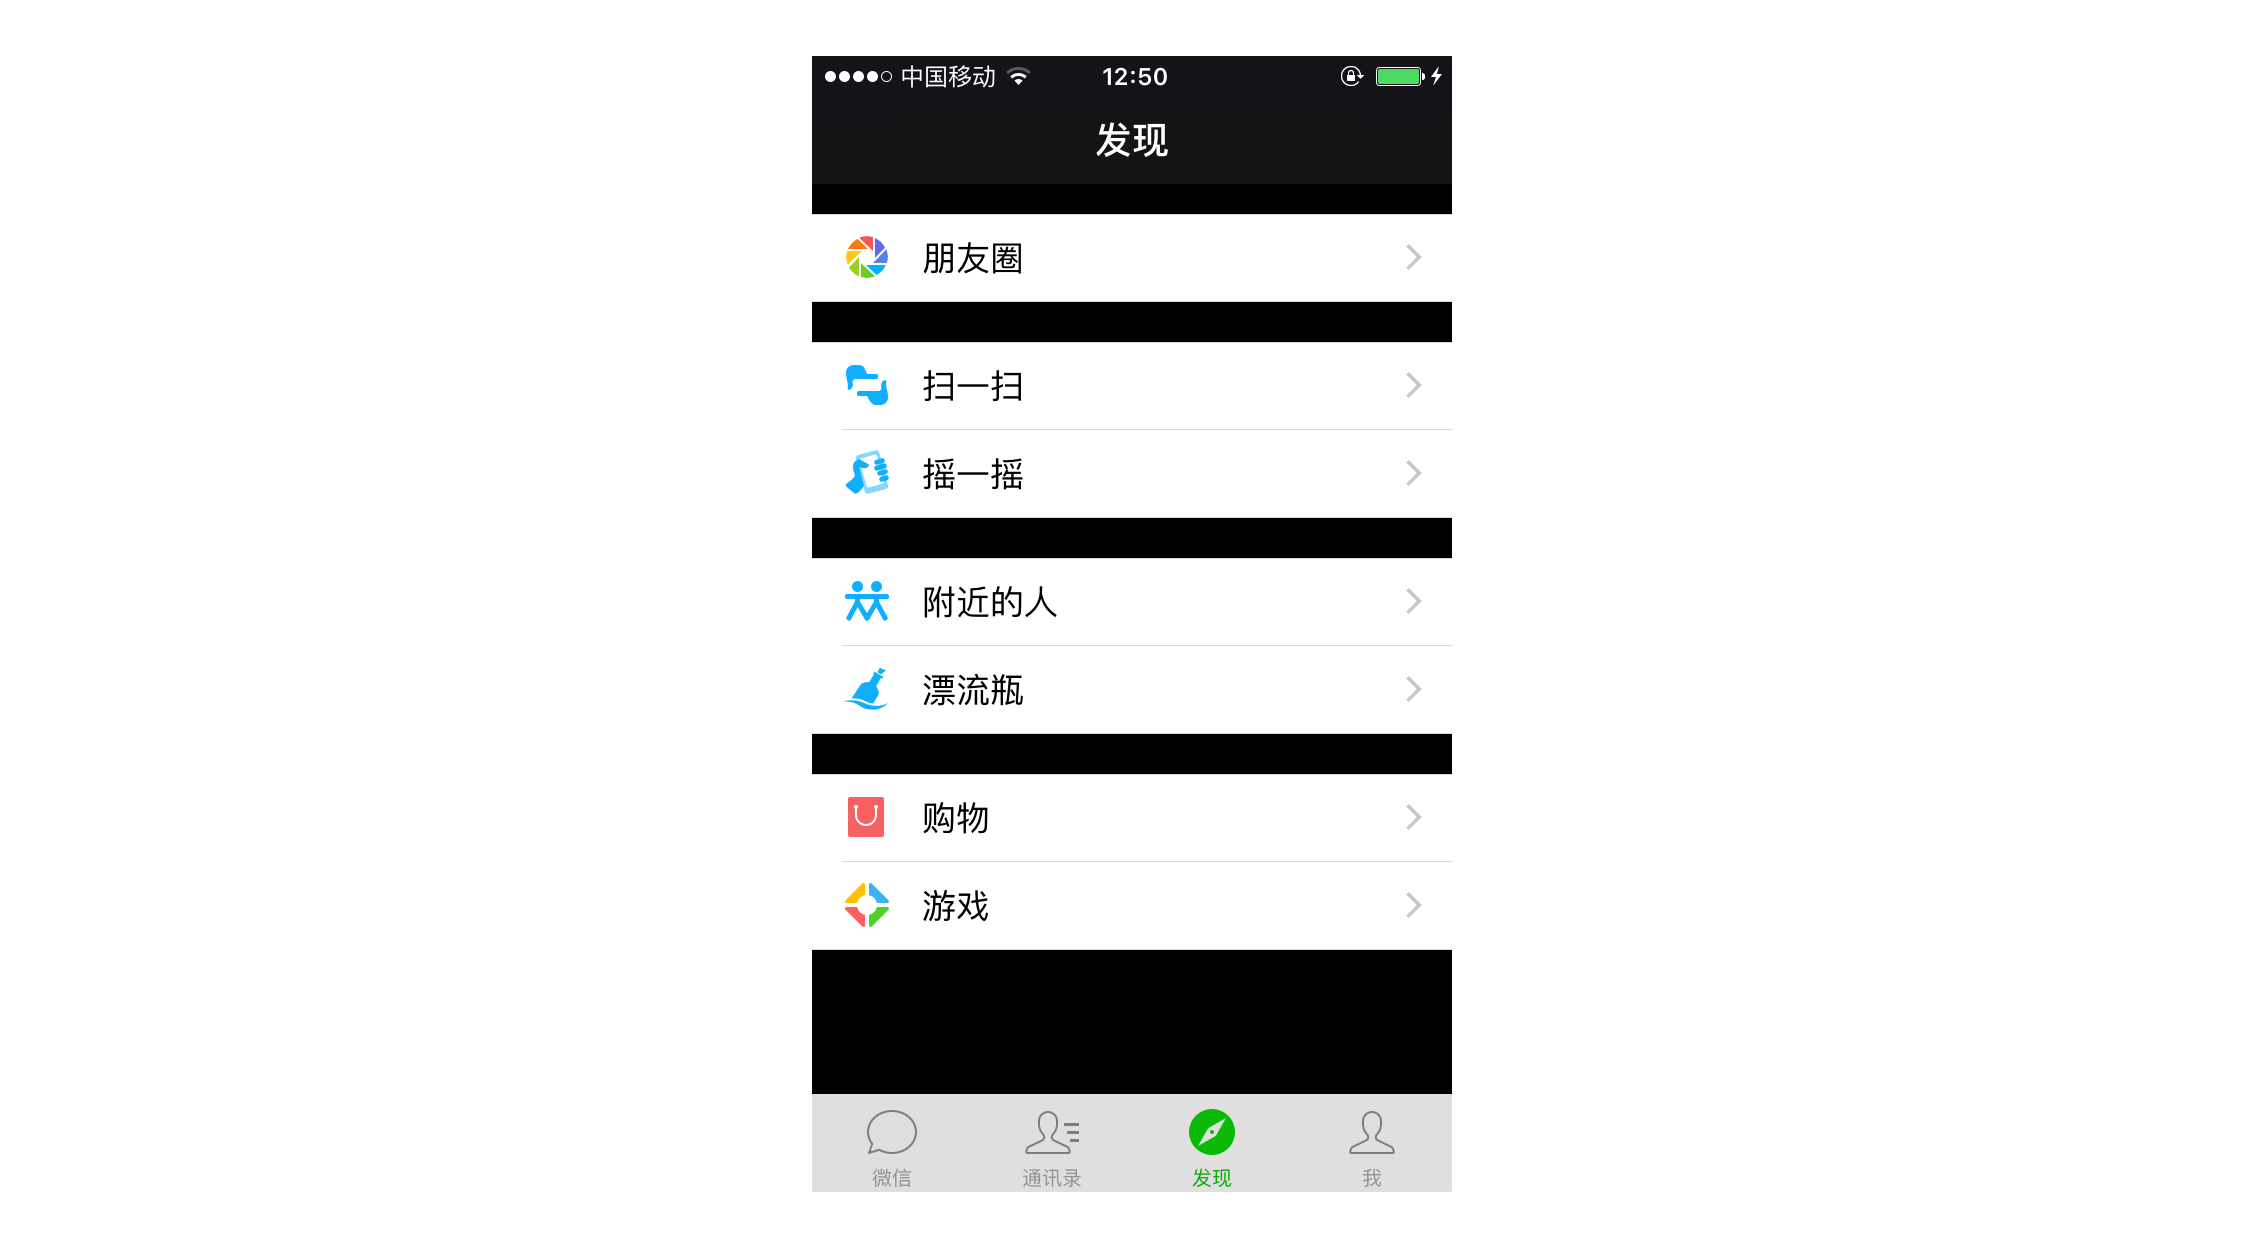 中国移动 12:50
发现
朋友圈
扫一扫
摇一摇
附近的人
漂流瓶
购物
游戏
微信 通讯录 发现 我